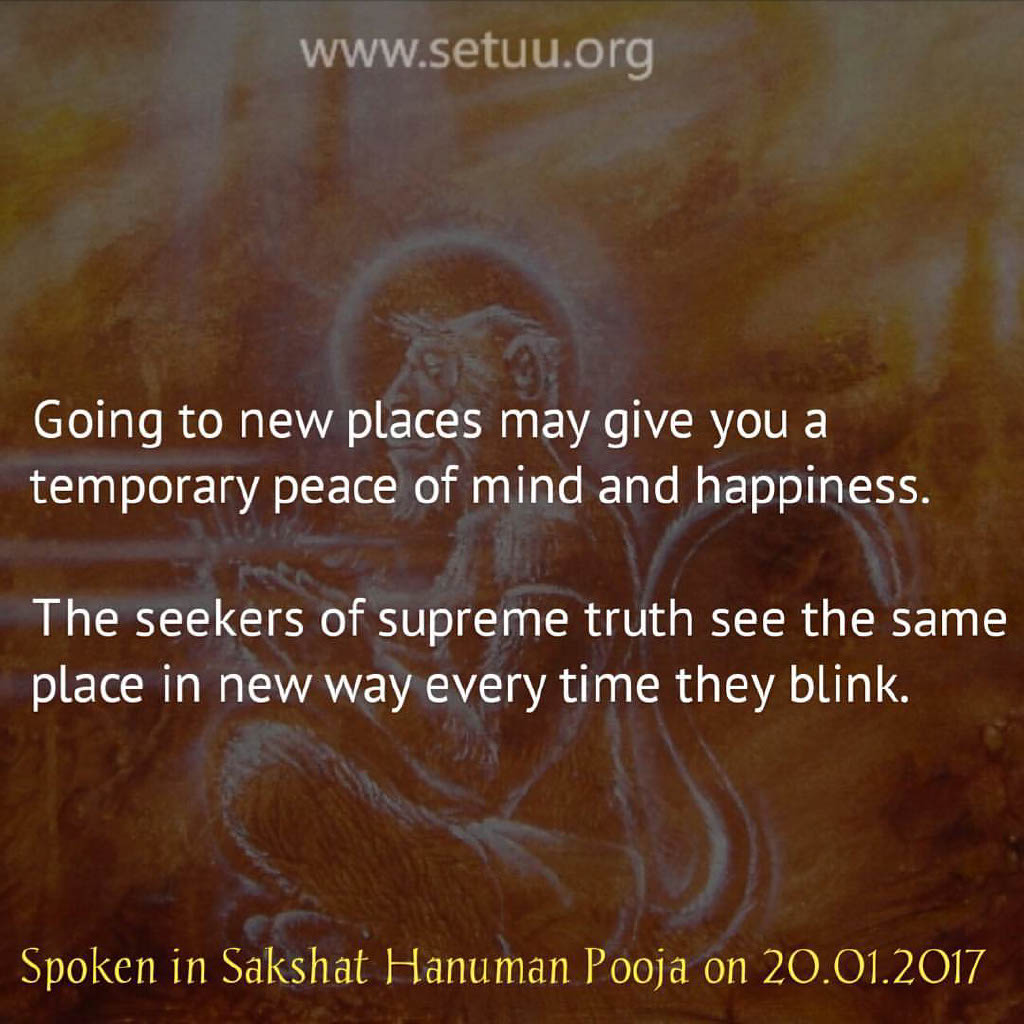 www.setuu.org
Going to new places may give you a
temporary peace of mind and happiness.
The seekers of supreme truth see the same
place in new way every time they blink.
Spoken in Sakshat Hanuman Pooja on 20.01.2017